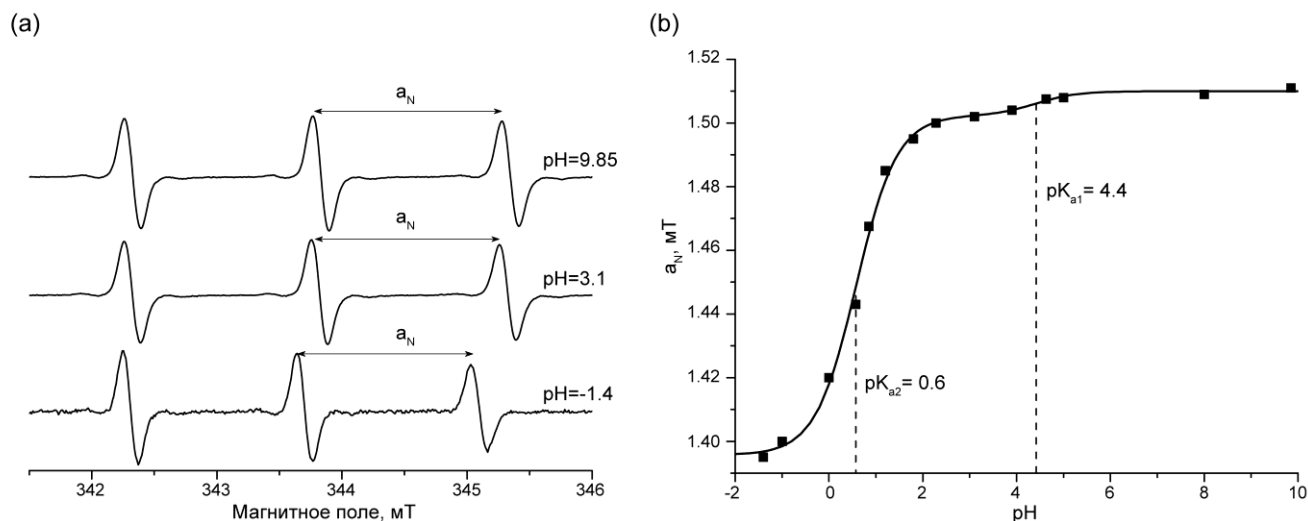 (a)
a_N
pH=9.85
a_N
pH=3.1
a_N
pH=-1.4
342 343 344 345 346
Магнитное поле, мТ
(b)
1.52
1.50
1.48
1.46
1.44
1.42
1.40
a_N, мТ
pK_a1 = 4.4
pK_a2 = 0.6
-2 0 2 4 6 8 10
pH